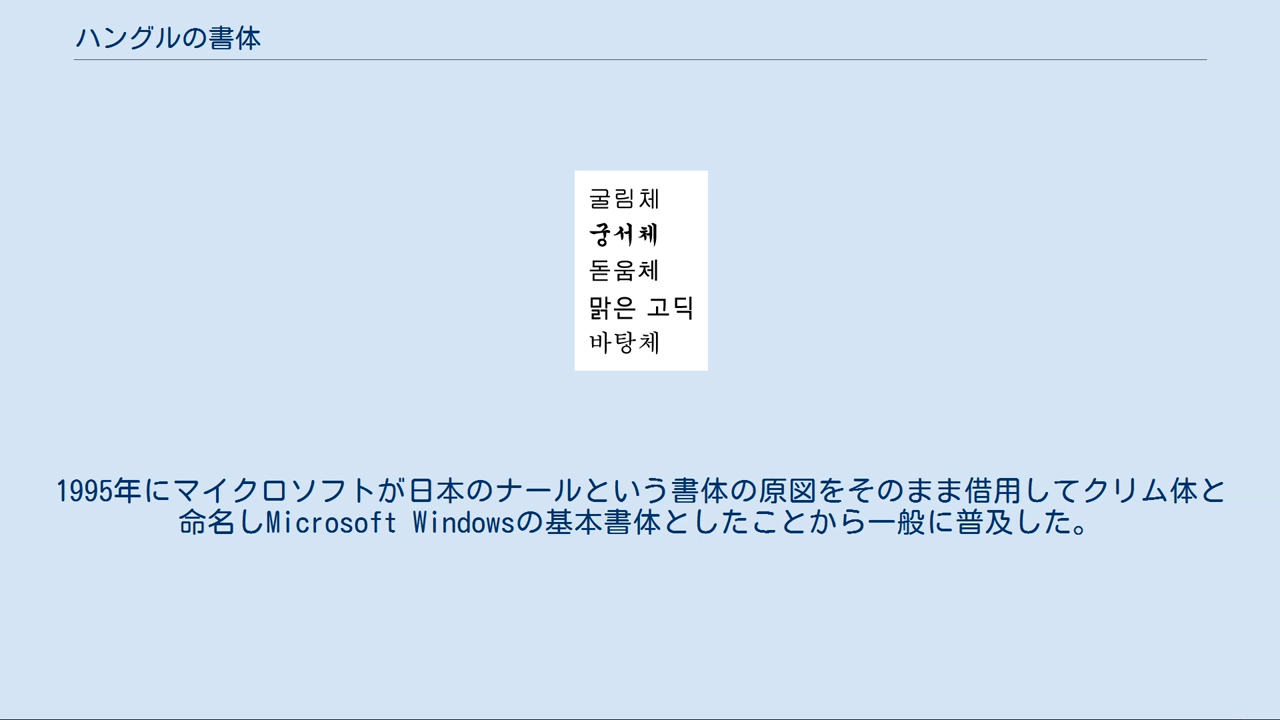 ハングルの書体
굴림체
궁서체
돋움체
맑은 고딕
바탕체
1995年にマイクロソフトが日本のナールという書体の原図をそのまま借用してクリム体と
命名しMicrosoft Windowsの基本書体としたことから一般に普及した。